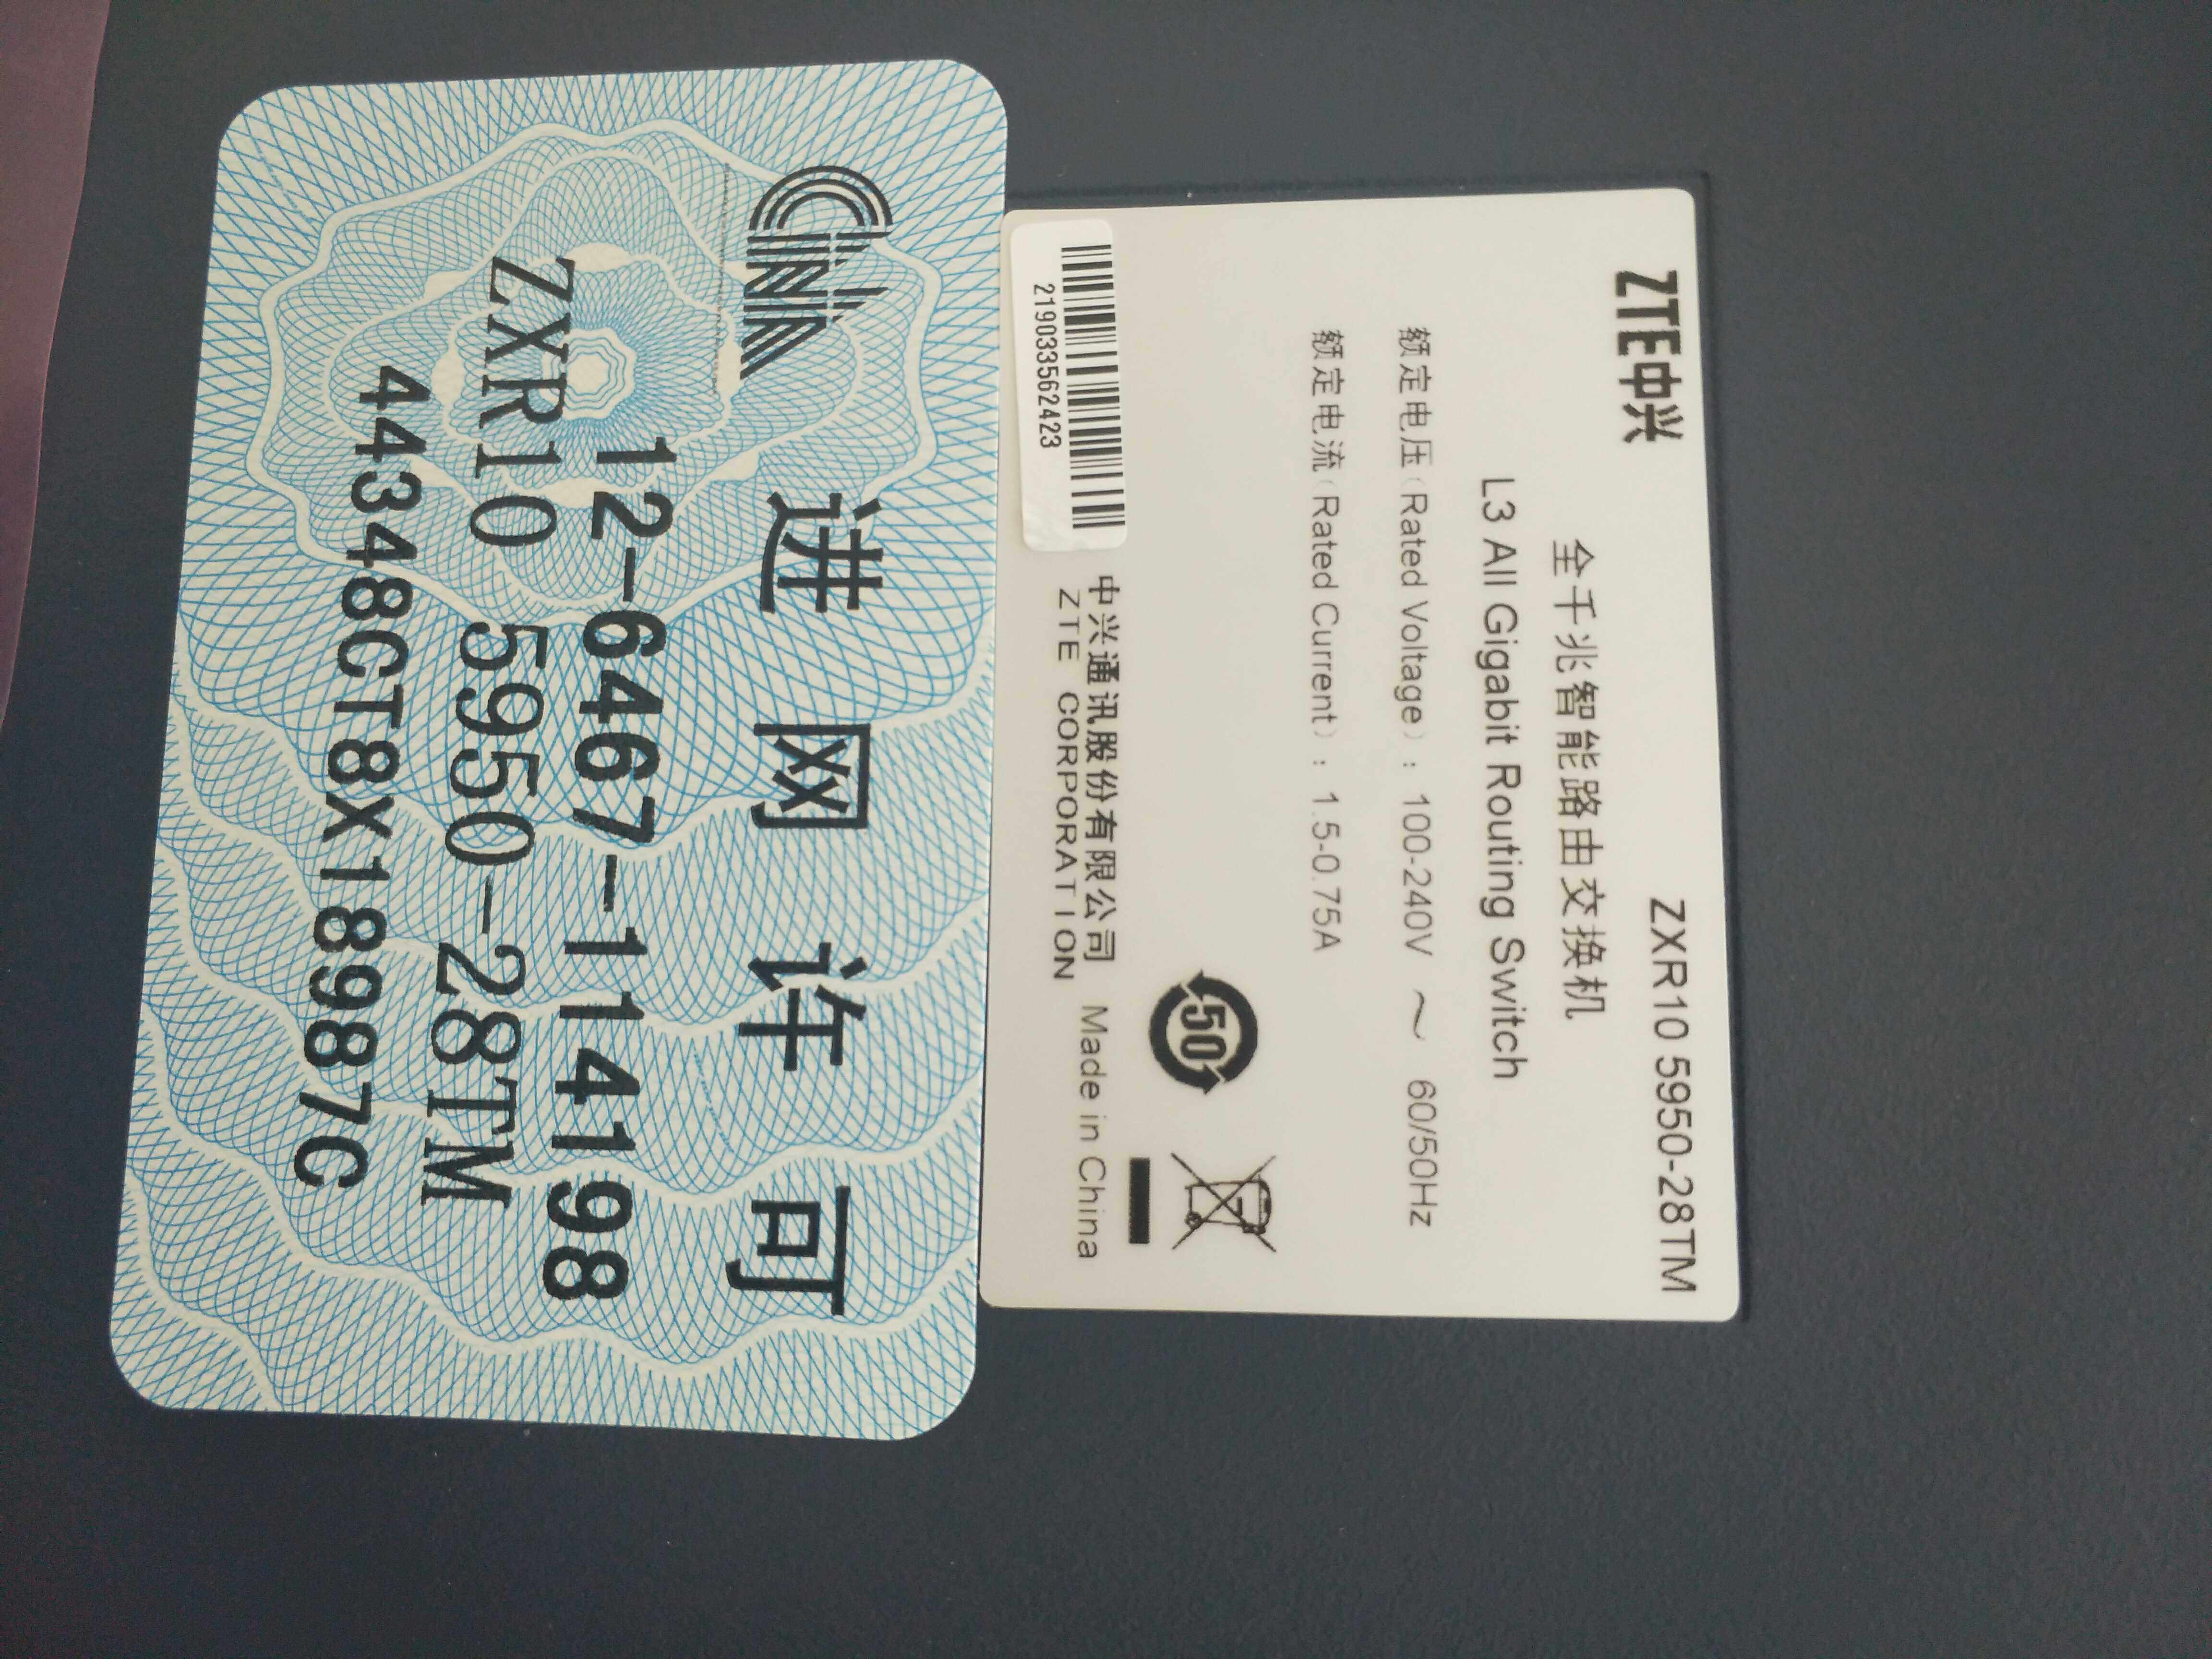 ZTE中兴
ZXR10 5950-28TM
全千兆智能路由交换机
L3 All Gigabit Routing Switch
额定电压(Rated Voltage): 100-240V ～ 60/50Hz
额定电流(Rated Current): 1.5-0.75A
50
219033562423
中兴通讯股份有限公司 Made in China
ZTE CORPORATION
CHINA
进网许可
12-6467-114198
ZXR10 5950-28TM
44348CT8X18987C